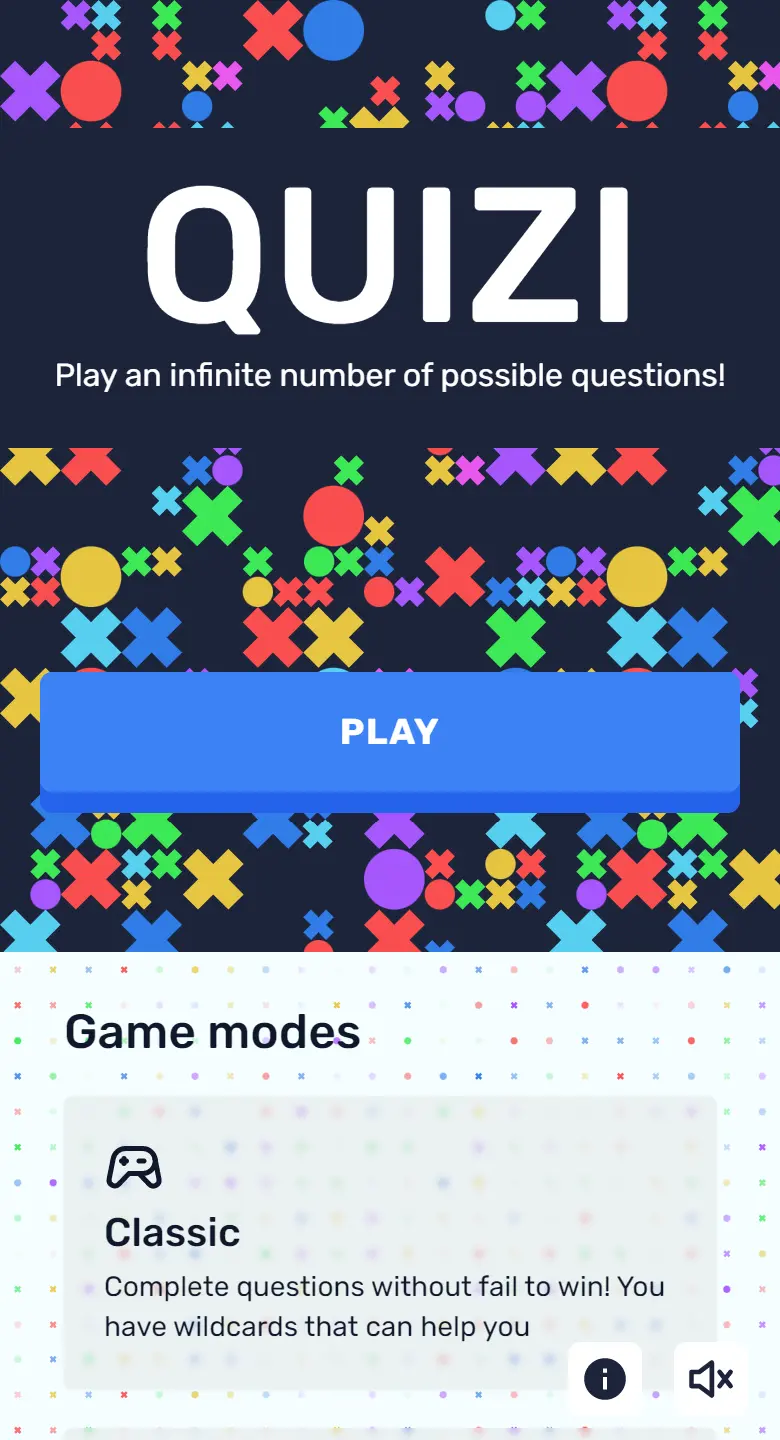 QUIZI
Play an infinite number of possible questions!
PLAY
Game modes
Classic
Complete questions without fail to win! You
have wildcards that can help you